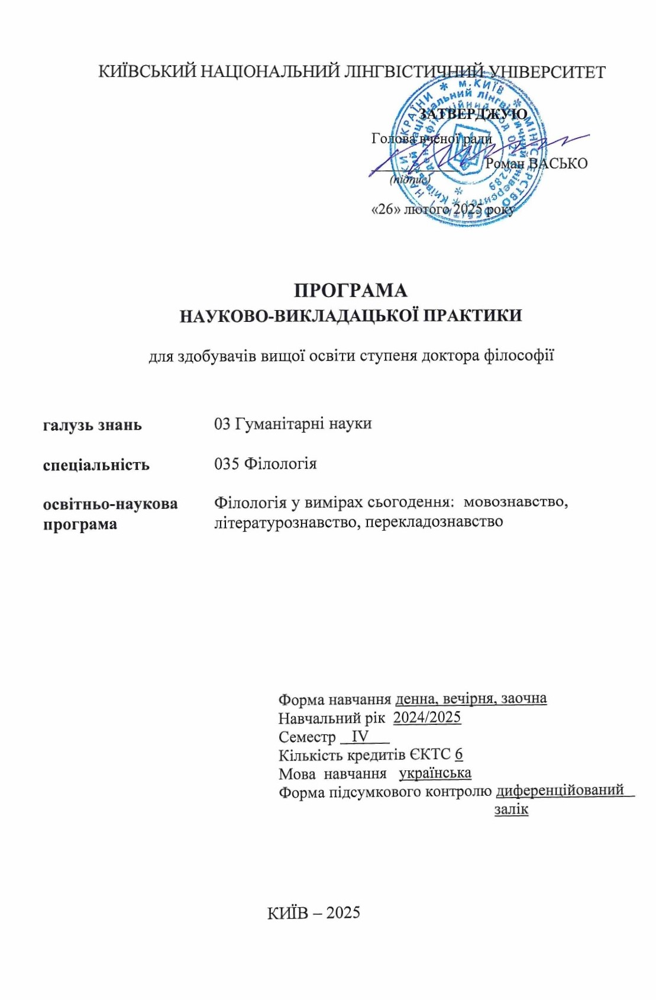 КИЇВСЬКИЙ НАЦІОНАЛЬНИЙ ЛІНГВІСТИЧНИЙ УНІВЕРСИТЕТ
ЗАТВЕРДЖУЮ
Голова вченої ради
Роман ВАСЬКО
(підпис)
«26» лютого 2025 року
ПРОГРАМА
НАУКОВО-ВИКЛАДАЦЬКОЇ ПРАКТИКИ
для здобувачів вищої освіти ступеня доктора філософії
галузь знань 03 Гуманітарні науки
спеціальність 035 Філологія
освітньо-наукова Філологія у вимірах сьогодення: мовознавство,
програма літературознавство, перекладознавство
Форма навчання денна, вечірня, заочна
Навчальний рік 2024/2025
Семестр IV
Кількість кредитів ЄКТС 6
Мова навчання українська
Форма підсумкового контролю диференційований
залік
КИЇВ – 2025